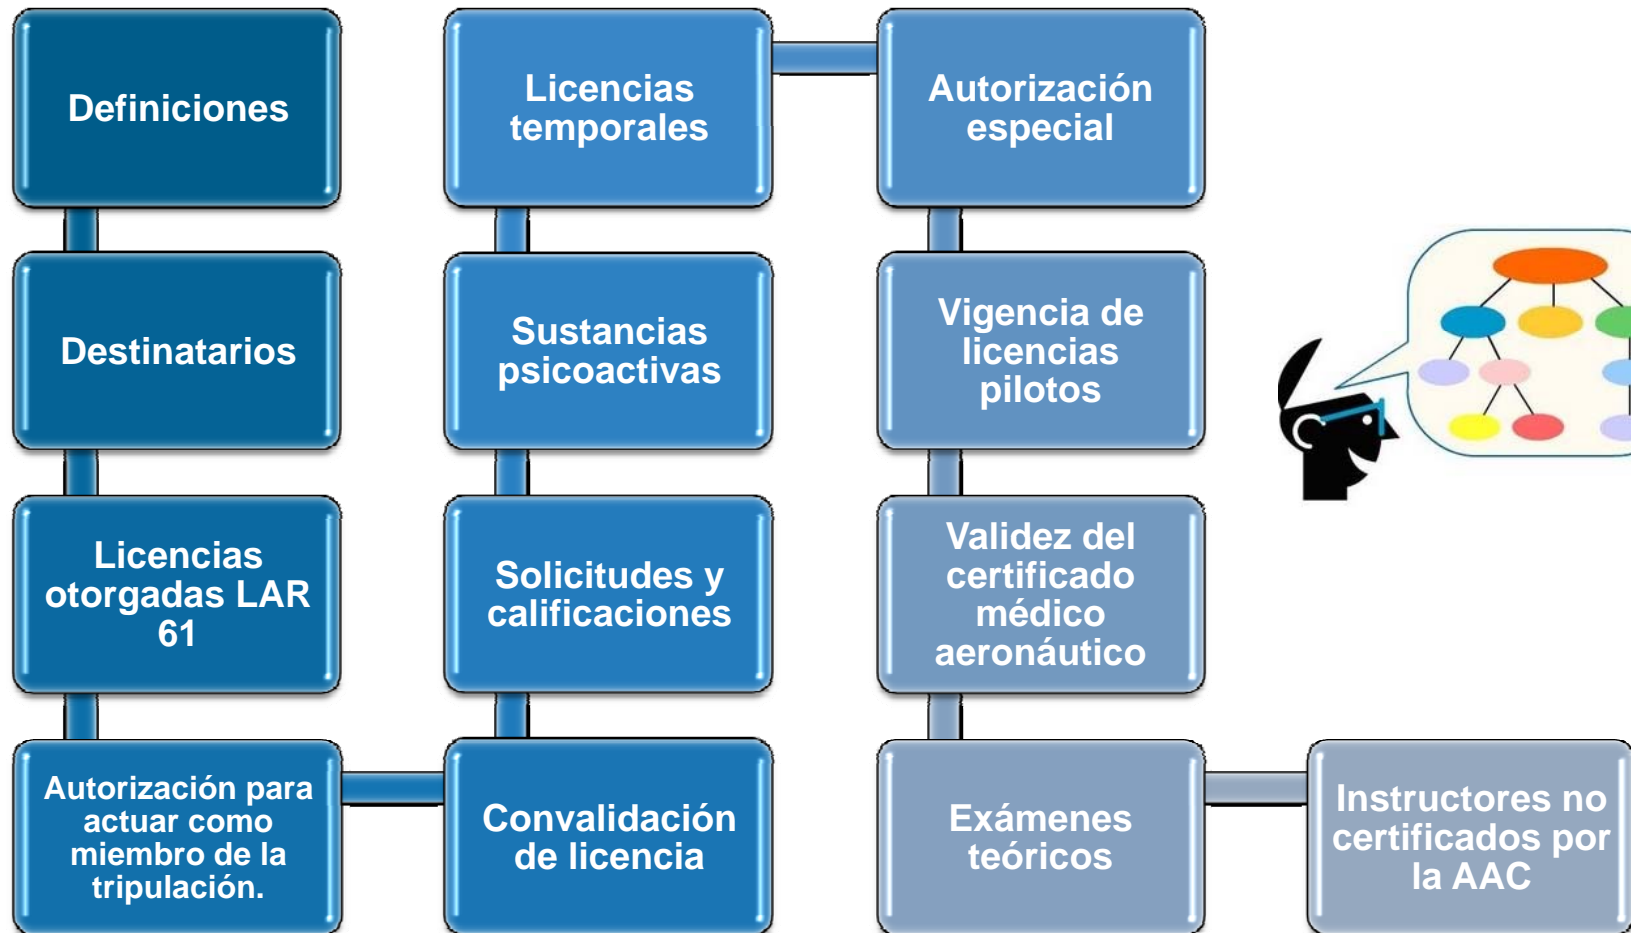 Definiciones
Destinatarios
Licencias
otorgadas LAR
61
Autorización para
actuar como
miembro de la
tripulación.
Convalidación
de licencia
Solicitudes y
calificaciones
Sustancias
psicoactivas
Licencias
temporales
Autorización
especial
Vigencia de
licencias
pilotos
Validez del
certificado
médico
aeronáutico
Exámenes
teóricos
Instructores no
certificados por
la AAC